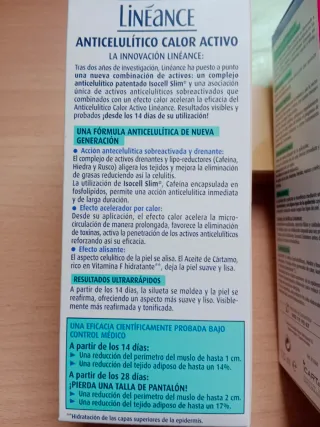 LINÉANCE
ANTICELULÍTICO CALOR ACTIVO
LA INNOVACIÓN LINÉANCE:
Tras dos años de investigación, Linéance ha puesto a punto
una nueva combinación de activos: un complejo
anticelulítico patentado Isocell Slim® y una asociación
única de activos anticelulíticos sobreactivados que
combinados con un efecto calor aceleran la eficacia del
Anticelulítico Calor Activo Linéance. Resultados visibles y
probados ¡desde los 14 días de su utilización!
UNA FÓRMULA ANTICELULÍTICA DE NUEVA
GENERACIÓN
● Acción antecelulítica sobreactivada y drenante:
El complejo de activos drenantes y lipo-reductores (Cafeína,
Hiedra y Rusco) aligera los tejidos y mejora la eliminación
de grasas reduciendo así la celulitis.
La utilización de Isocell Slim®, Cafeína encapsulada en
fosfolípidos, permite una acción anticelulítica inmediata
y de larga duración.
● Efecto acelerador por calor:
Desde su aplicación, el efecto calor acelera la micro-
circulación de manera prolongada, favorece la eliminación
de toxinas, activa la penetración de los activos anticelulíticos
reforzando así su eficacia.
● Efecto alisante:
El aspecto celulítico de la piel se alisa. El Aceite de Cártamo,
rico en Vitamina F hidratante**, deja la piel suave y lisa.
RESULTADOS ULTRARRÁPIDOS
A partir de los 14 días, la silueta se moldea y la piel se
reafirma, ofreciendo un aspecto más suave y liso. Visible-
mente más reafirmada y tonificada.
UNA EFICACIA CIENTÍFICAMENTE PROBADA BAJO
CONTROL MÉDICO
A partir de los 14 días:
► Una reducción del perímetro del muslo de hasta 1 cm.
► Una reducción del tejido adiposo de hasta 14%.
A partir de los 28 días:
¡PIERDA UNA TALLA DE PANTALÓN!
► Una reducción del perímetro del muslo de hasta 2 cm.
► Una reducción del tejido adiposo de hasta 17%.
**Hidratación de las capas superiores de la epidermis.